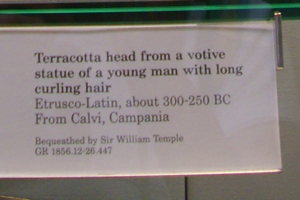 Terracotta head from a votive
statue of a young man with long
curling hair
Etrusco-Latin, about 300-250 BC
From Calvi, Campania
Bequeathed by Sir William Temple
GR 1856.12-26.447